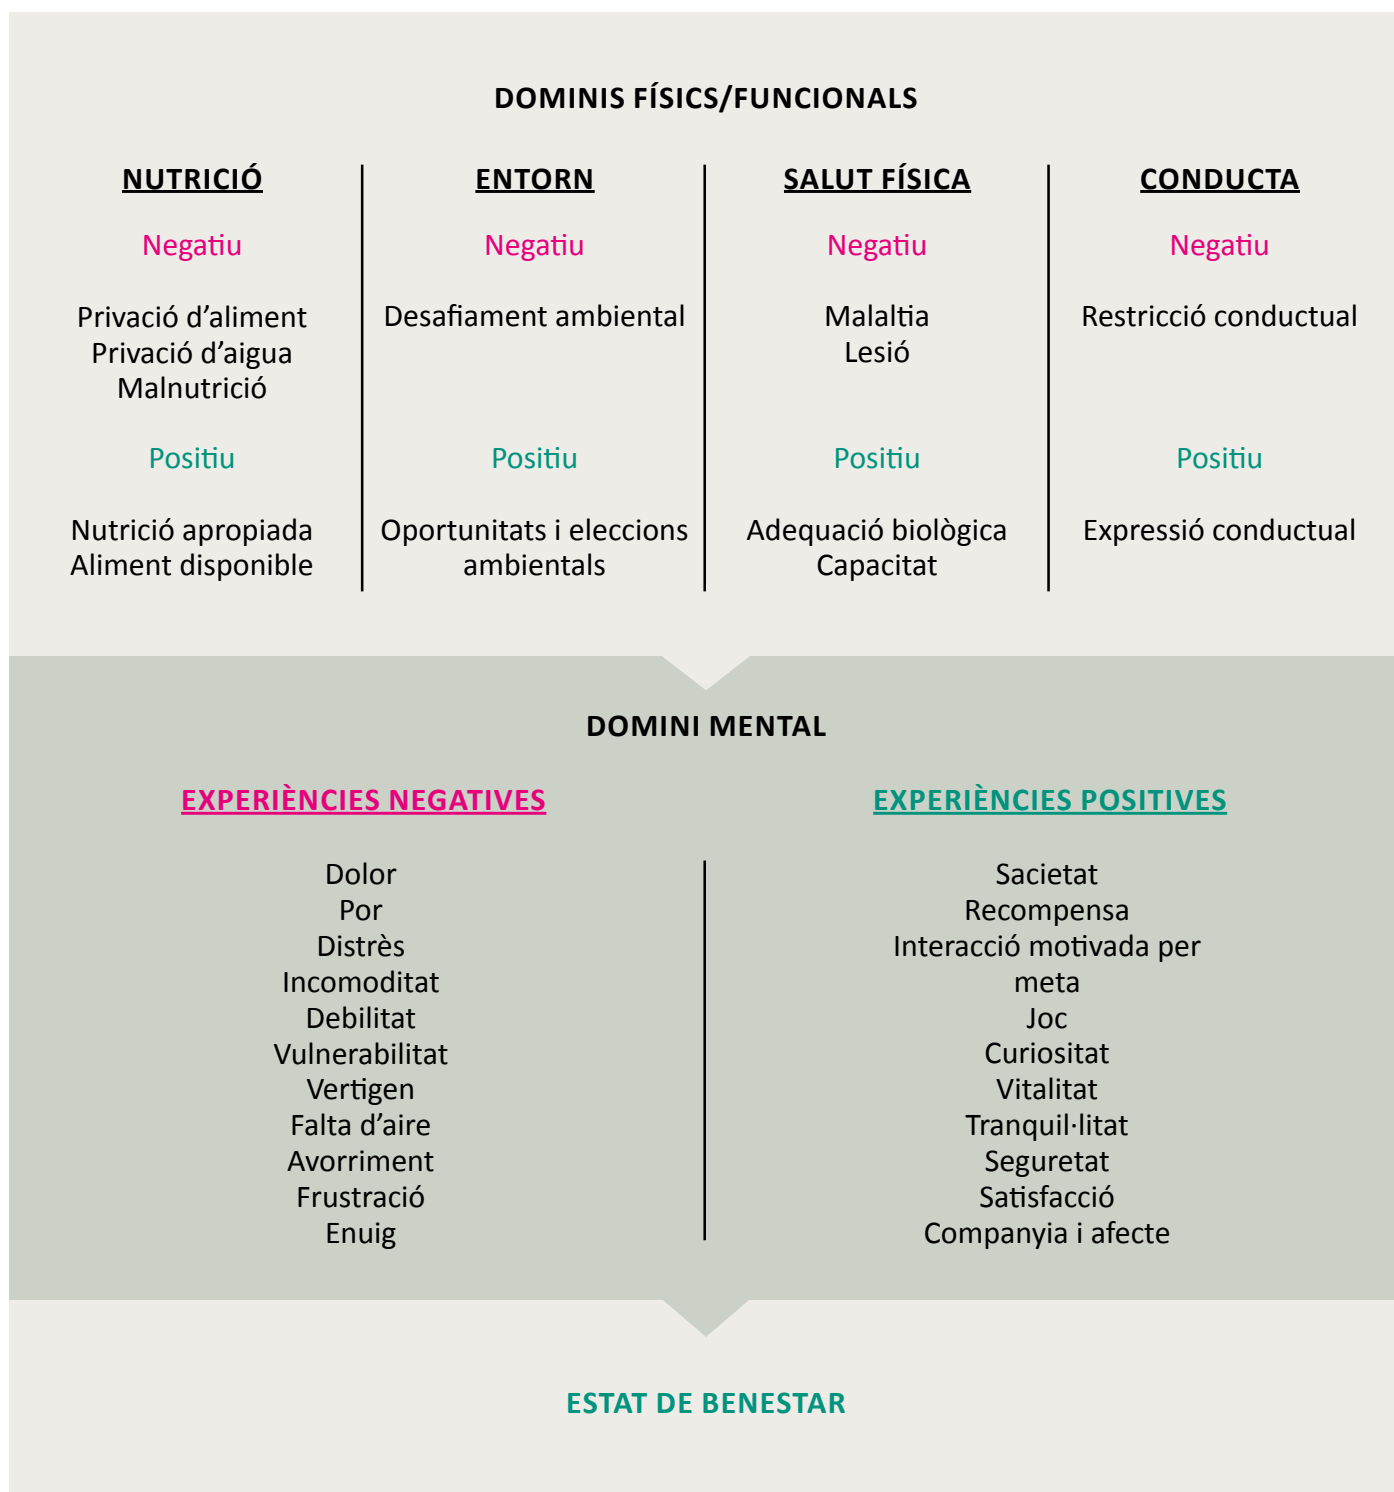 DOMINIS FÍSICS/FUNCIONALS
NUTRICIÓ
Negatiu
Privació d’aliment
Privació d’aigua
Malnutrició
Positiu
Nutrició apropiada
Aliment disponible
ENTORN
Negatiu
Desafiament ambiental
Positiu
Oportunitats i eleccions
ambientals
SALUT FÍSICA
Negatiu
Malaltia
Lesió
Positiu
Adequació biològica
Capacitat
CONDUCTA
Negatiu
Restricció conductual
Positiu
Expressió conductual
DOMINI MENTAL
EXPERIÈNCIES NEGATIVES
Dolor
Por
Distrès
Incomoditat
Debilitat
Vulnerabilitat
Vertigen
Falta d’aire
Avorriment
Frustració
Enuig
EXPERIÈNCIES POSITIVES
Sacietat
Recompensa
Interacció motivada per
meta
Joc
Curiositat
Vitalitat
Tranquil·litat
Seguretat
Satisfacció
Companyia i afecte
ESTAT DE BENESTAR